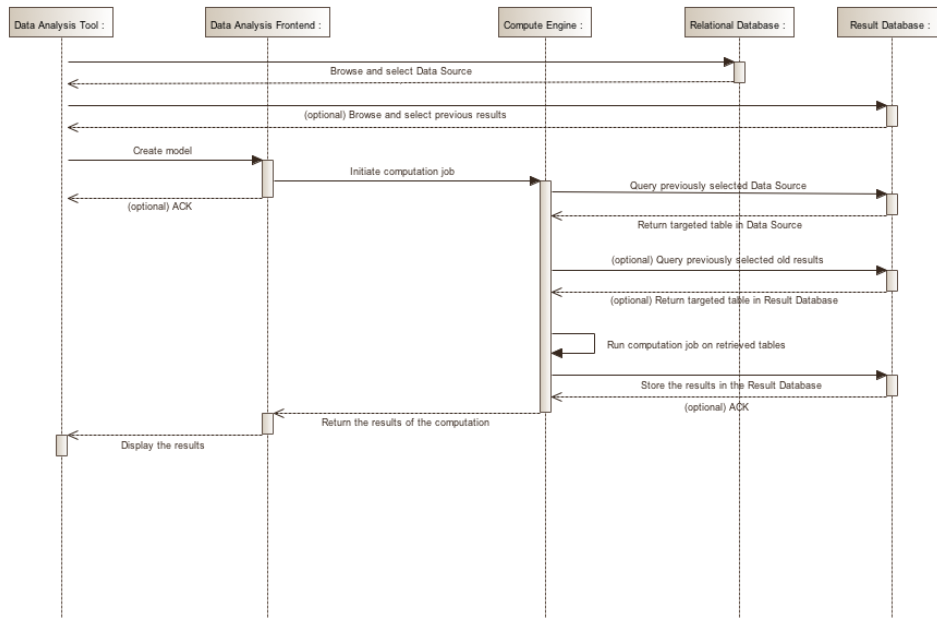 Data Analysis Tool :
Data Analysis Frontend :
Compute Engine :
Relational Database :
Result Database :
Browse and select Data Source
(optional) Browse and select previous results
Create model
Initiate computation job
(optional) ACK
Query previously selected Data Source
Return targeted table in Data Source
(optional) Query previously selected old results
(optional) Return targeted table in Result Database
Run computation job on retrieved tables
Store the results in the Result Database
(optional) ACK
Return the results of the computation
Display the results